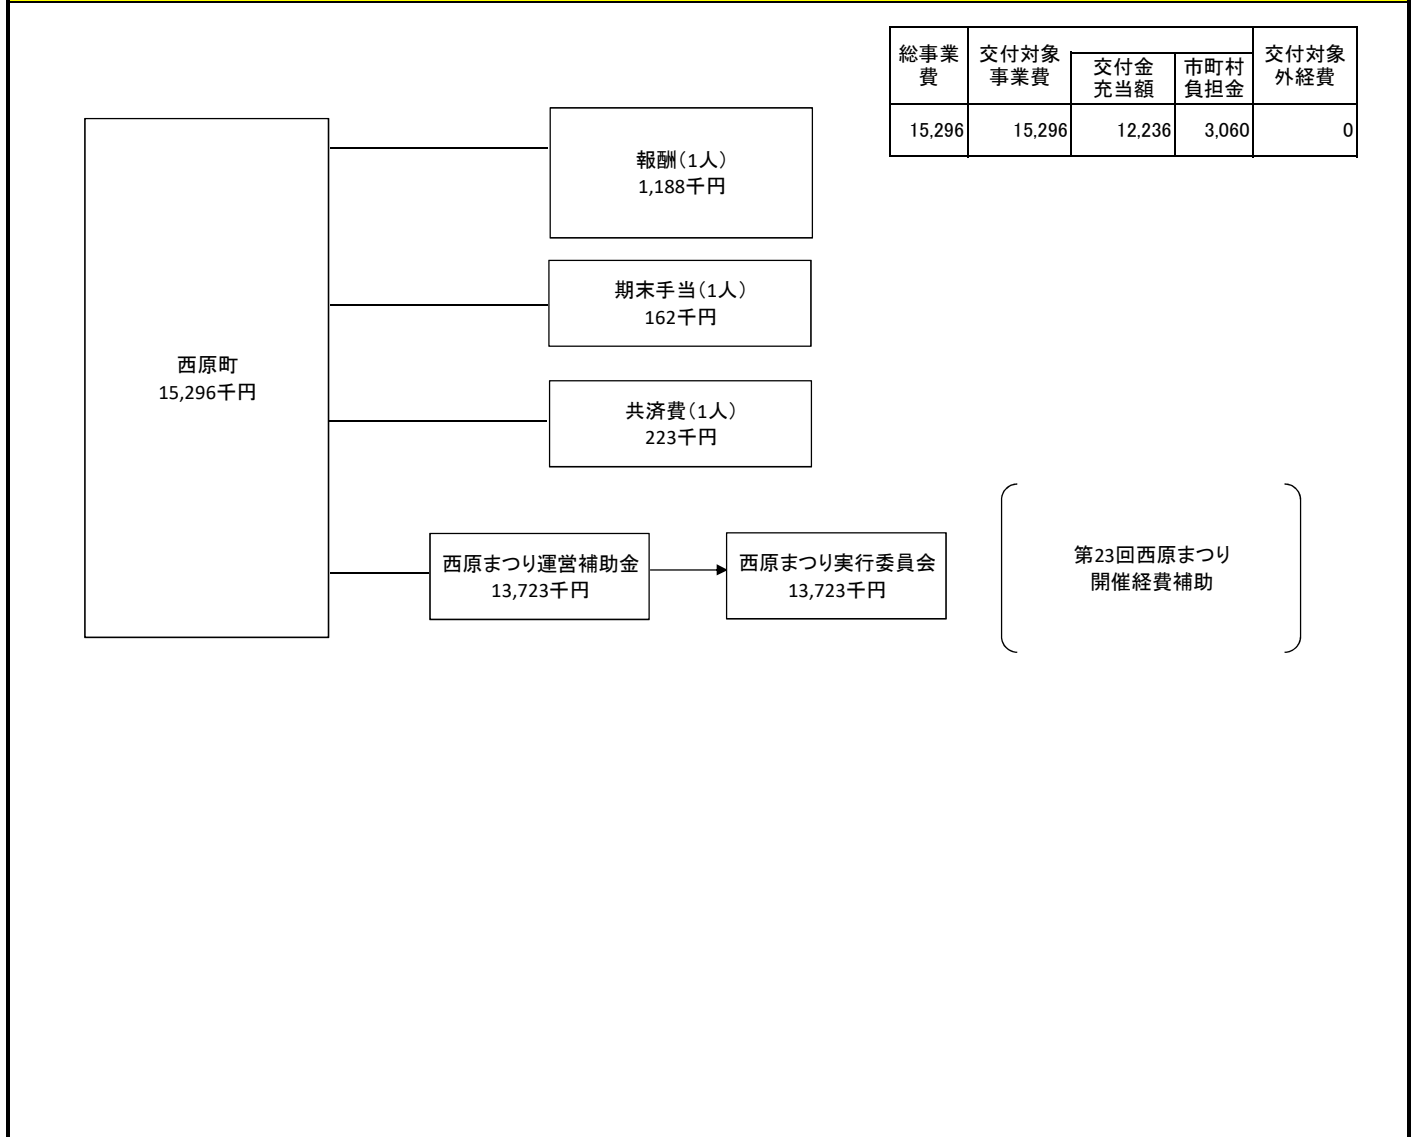 総事業
費
交付対象
事業費
交付金
充当額
市町村
負担金
交付対象
外経費
15,296
15,296
12,236
3,060
0
報酬(1人)
1,188千円
期末手当(1人)
162千円
西原町
15,296千円
共済費(1人)
223千円
西原まつり運営補助金
13,723千円
西原まつり実行委員会
13,723千円
第23回西原まつり
開催経費補助